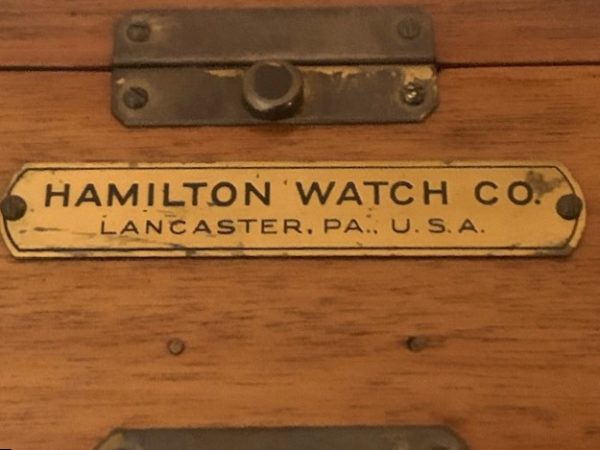 HAMILTON WATCH CO.
LANCASTER, PA., U.S.A.